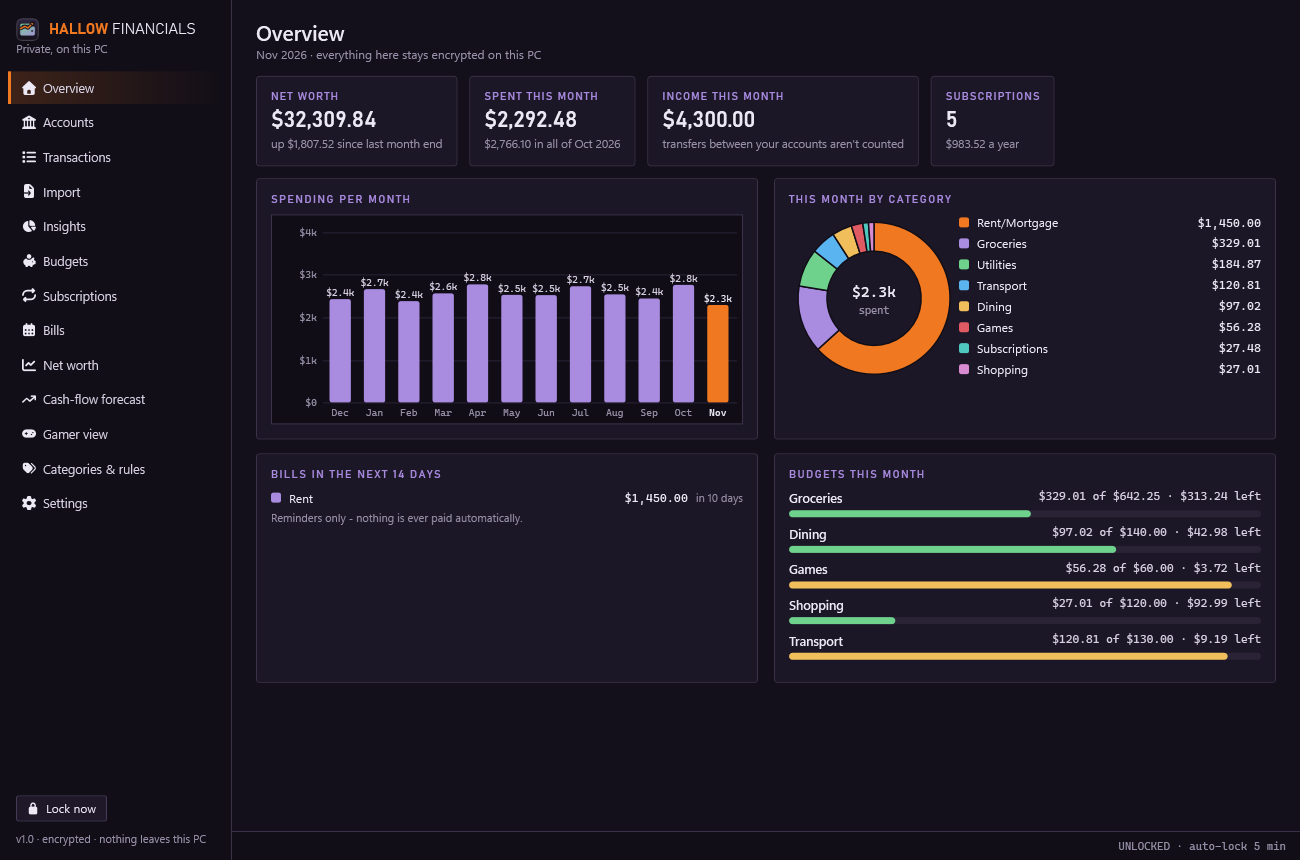 HALLOW FINANCIALS
Private, on this PC
Overview
Accounts
Transactions
Import
Insights
Budgets
Subscriptions
Bills
Net worth
Cash-flow forecast
Gamer view
Categories & rules
Settings
Lock now
v1.0 · encrypted · nothing leaves this PC
Overview
Nov 2026 · everything here stays encrypted on this PC
NET WORTH
$32,309.84
up $1,807.52 since last month end
SPENT THIS MONTH
$2,292.48
$2,766.10 in all of Oct 2026
INCOME THIS MONTH
$4,300.00
transfers between your accounts aren't counted
SUBSCRIPTIONS
5
$983.52 a year
SPENDING PER MONTH
$4k
$3k
$2k
$1k
$0
$2.4k $2.7k $2.4k $2.6k $2.8k $2.5k $2.5k $2.7k $2.5k $2.4k $2.8k $2.3k
Dec Jan Feb Mar Apr May Jun Jul Aug Sep Oct Nov
THIS MONTH BY CATEGORY
$2.3k
spent
Rent/Mortgage $1,450.00
Groceries $329.01
Utilities $184.87
Transport $120.81
Dining $97.02
Games $56.28
Subscriptions $27.48
Shopping $27.01
BILLS IN THE NEXT 14 DAYS
Rent $1,450.00 in 10 days
Reminders only - nothing is ever paid automatically.
BUDGETS THIS MONTH
Groceries $329.01 of $642.25 · $313.24 left
Dining $97.02 of $140.00 · $42.98 left
Games $56.28 of $60.00 · $3.72 left
Shopping $27.01 of $120.00 · $92.99 left
Transport $120.81 of $130.00 · $9.19 left
UNLOCKED · auto-lock 5 min